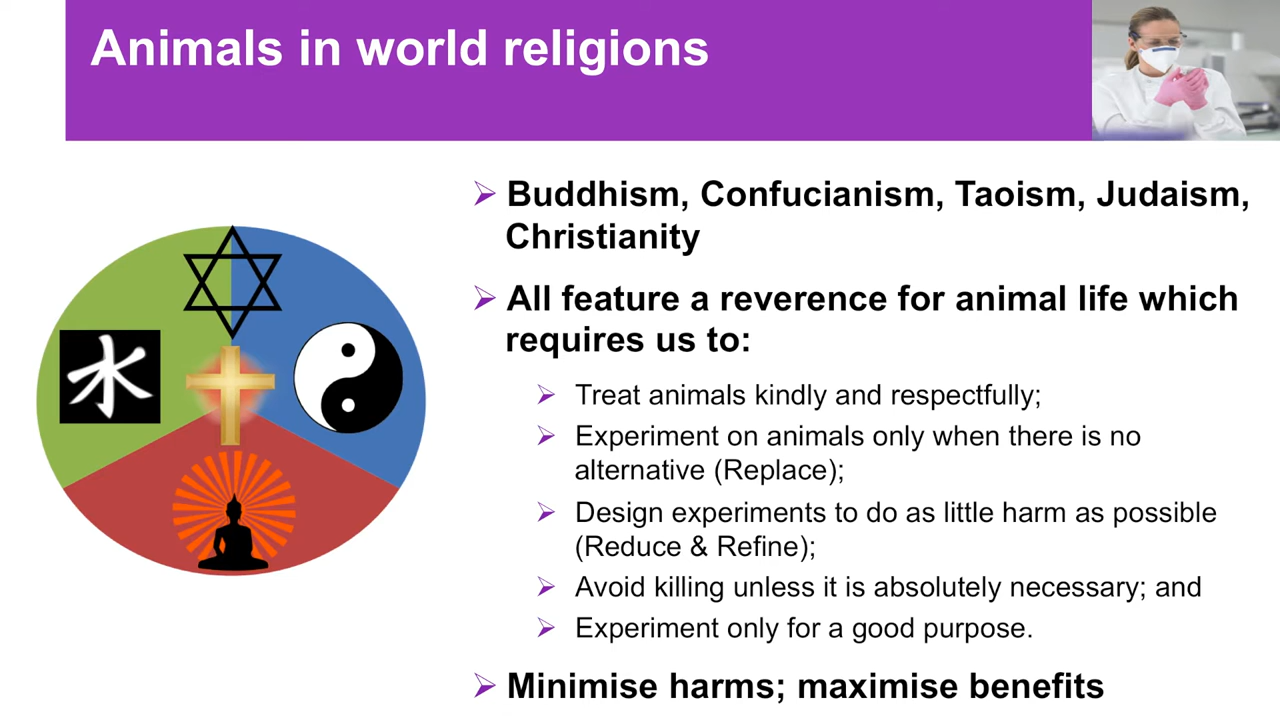 Animals in world religions
Buddhism, Confucianism, Taoism, Judaism,
Christianity
All feature a reverence for animal life which
requires us to:
Treat animals kindly and respectfully;
Experiment on animals only when there is no
alternative (Replace);
Design experiments to do as little harm as possible
(Reduce & Refine);
Avoid killing unless it is absolutely necessary; and
Experiment only for a good purpose.
Minimise harms; maximise benefits
水